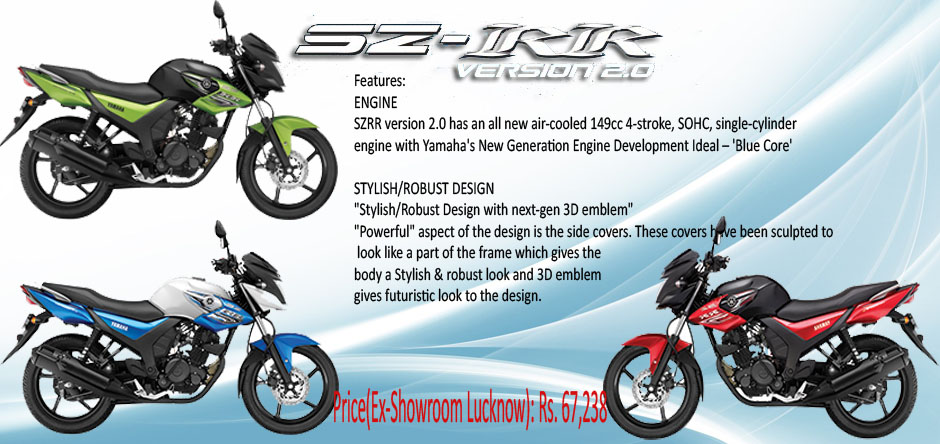 SZ-RR
VERSION 2.0
Features:
ENGINE
SZRR version 2.0 has an all new air-cooled 149cc 4-stroke, SOHC, single-cylinder
engine with Yamaha's New Generation Engine Development Ideal – 'Blue Core'
STYLISH/ROBUST DESIGN
"Stylish/Robust Design with next-gen 3D emblem"
"Powerful" aspect of the design is the side covers. These covers have been sculpted to
look like a part of the frame which gives the
body a Stylish & robust look and 3D emblem
gives futuristic look to the design.
Price(Ex-Showroom Lucknow): Rs. 67,238
YAMAHA
YAMAHA